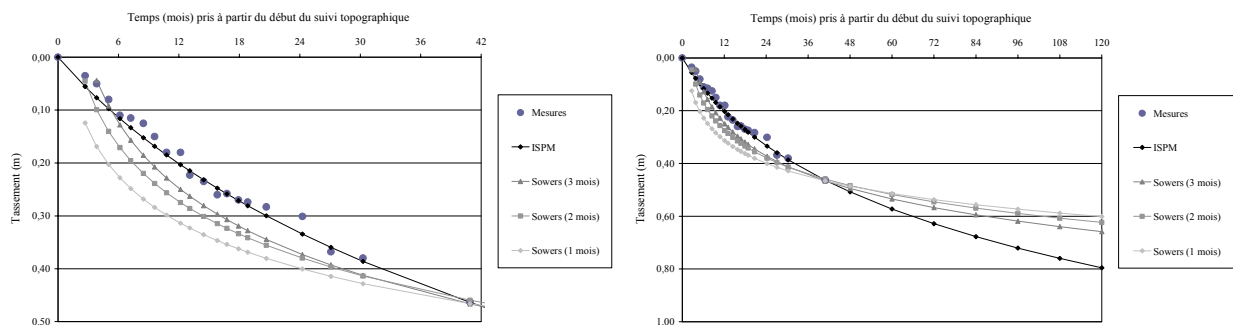 Temps (mois) pris à partir du début du suivi topographique
0 6 12 18 24 30 36 42
0,00
0,10
0,20
0,30
0,40
0.50
Tassement (m)
Mesures
ISPM
Sowers (3 mois)
Sowers (2 mois)
Sowers (1 mois)
Temps (mois) pris à partir du début du suivi topographique
0 12 24 36 48 60 72 84 96 108 120
0,00
0,20
0,40
0,60
0,80
1.00
Tassement (m)
Mesures
ISPM
Sowers (3 mois)
Sowers (2 mois)
Sowers (1 mois)